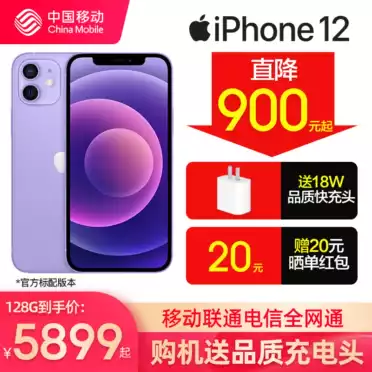 中国移动
China Mobile
iPhone 12
直降
900元起
送18W
品质快充头
20元
赠20元
晒单红包
*官方标配版本
128G到手价:
¥5899起
移动联通电信全网通
购机送品质充电头